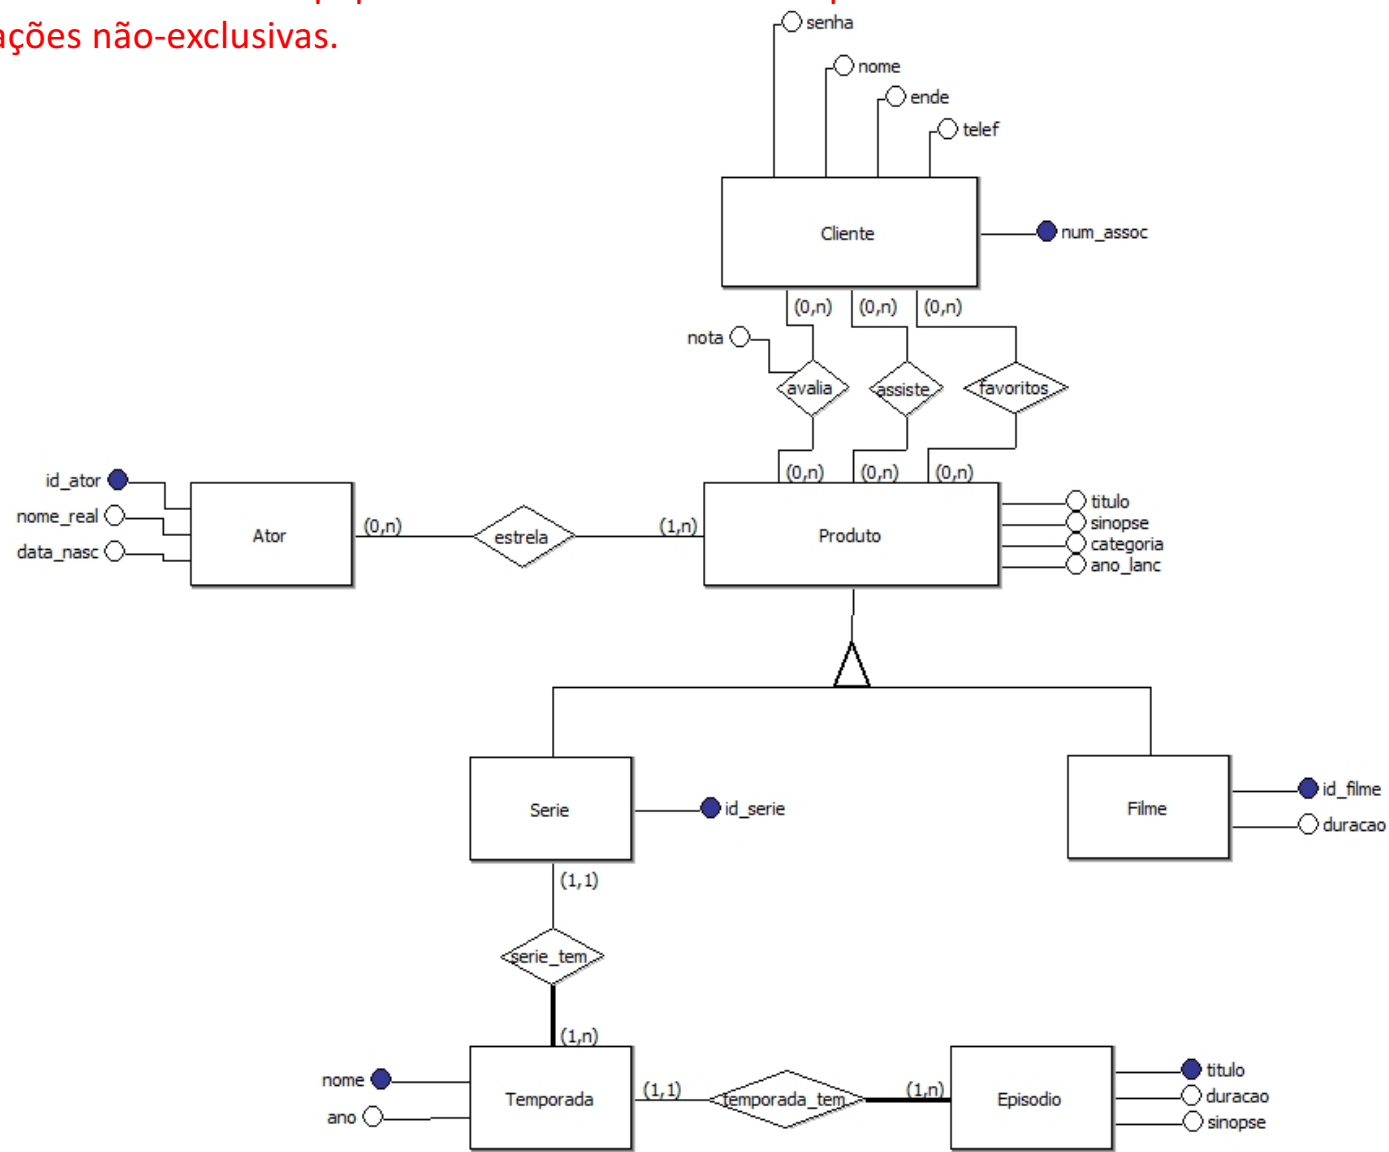 ações não-exclusivas.
senha
nome
ende
telef
Cliente
num_assoc
(0,n) (0,n) (0,n)
nota
avalia assiste favoritos
(0,n) (0,n) (0,n)
id_ator
nome_real
data_nasc
Ator
(0,n)
estrela
(1,n)
Produto
titulo
sinopse
categoria
ano_lanc
Serie
id_serie
Filme
id_filme
duracao
(1,1)
serie_tem
(1,n)
nome
ano
Temporada
(1,1)
temporada_tem
(1,n)
Episodio
titulo
duracao
sinopse